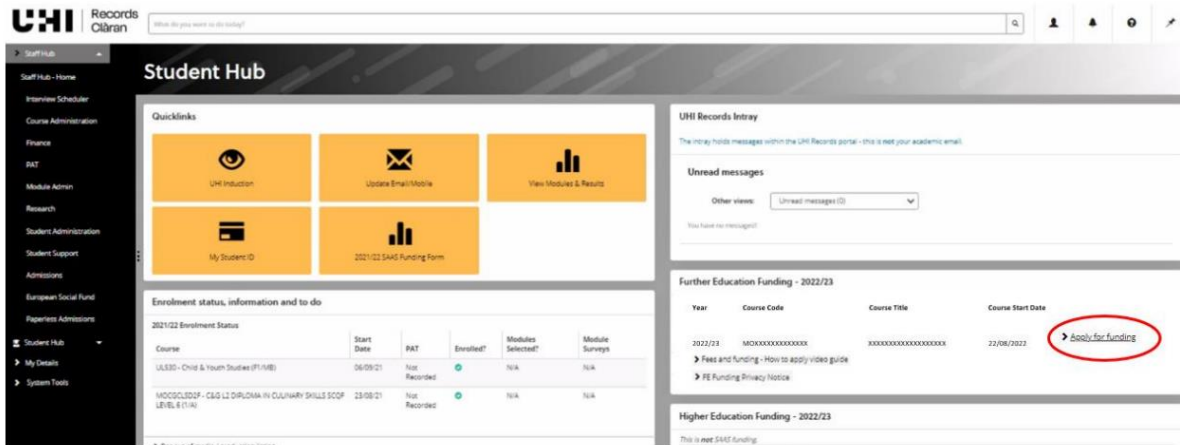 UHI Records Clàran
What do you want to do today?
Staff Hub
Staff Hub - Home
Interview Scheduler
Course Administration
Finance
PAT
Module Admin
Research
Student Administration
Student Support
Admissions
European Social Fund
Paperless Admissions
Student Hub
My Details
System Tools
Student Hub
Quicklinks
UHI Induction
Update Email/Mobile
View Modules & Results
My Student ID
2021/22 SAAS Funding Form
Enrolment status, information and to do
2021/22 Enrolment Status
Course Start Date PAT Enrolled? Modules Selected? Module Surveys
ULS30 - Child & Youth Studies (F1/MB) 06/09/21 Not Recorded N/A N/A
MOCGCLSD2F - C&G L2 DIPLOMA IN CULINARY SKILLS SCQF LEVEL 6 (1/A) 23/08/21 Not Recorded N/A N/A
UHI Records Intray
The intray holds messages within the UHI Records portal - this is not your academic email.
Unread messages
Other views: Unread messages (0)
You have no messages!!
Further Education Funding - 2022/23
Year Course Code Course Title Course Start Date
2022/23 MOXXXXXXXXXXXXX XXXXXXXXXXXXXXXXXXX 22/08/2022 Apply for funding
Fees and funding - How to apply video guide
FE Funding Privacy Notice
Higher Education Funding - 2022/23
This is not SAAS funding.